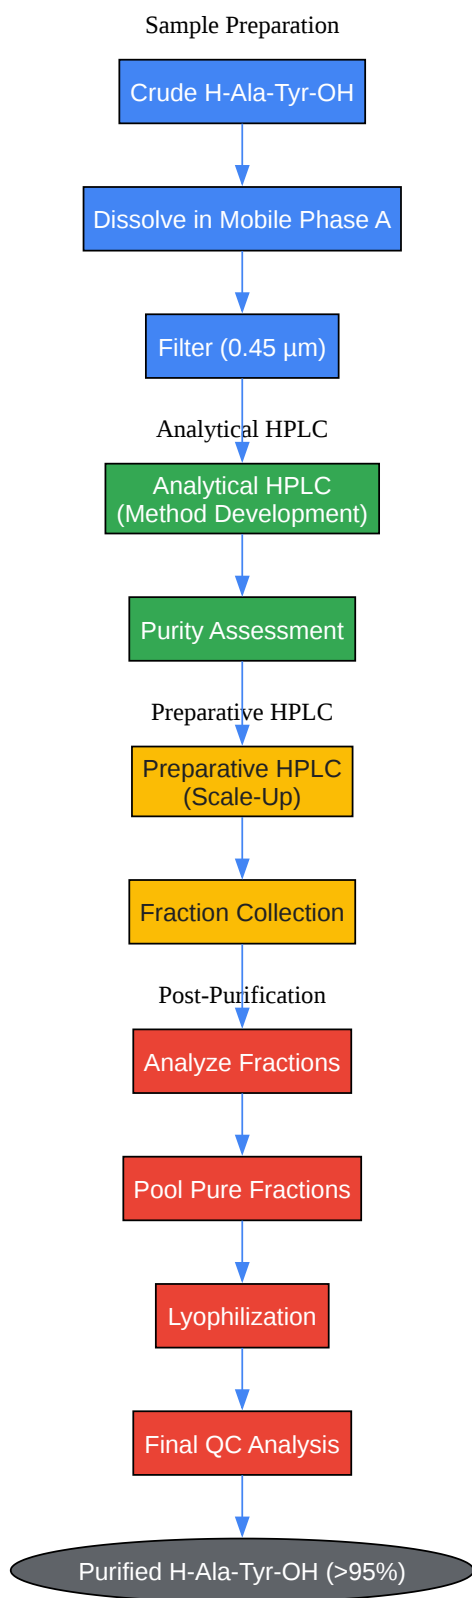 Sample Preparation
Crude H-Ala-Tyr-OH
Dissolve in Mobile Phase A
Filter (0.45 µm)
Analytical HPLC
Analytical HPLC
(Method Development)
Purity Assessment
Preparative HPLC
Preparative HPLC
(Scale-Up)
Fraction Collection
Post-Purification
Analyze Fractions
Pool Pure Fractions
Lyophilization
Final QC Analysis
Purified H-Ala-Tyr-OH (>95%)